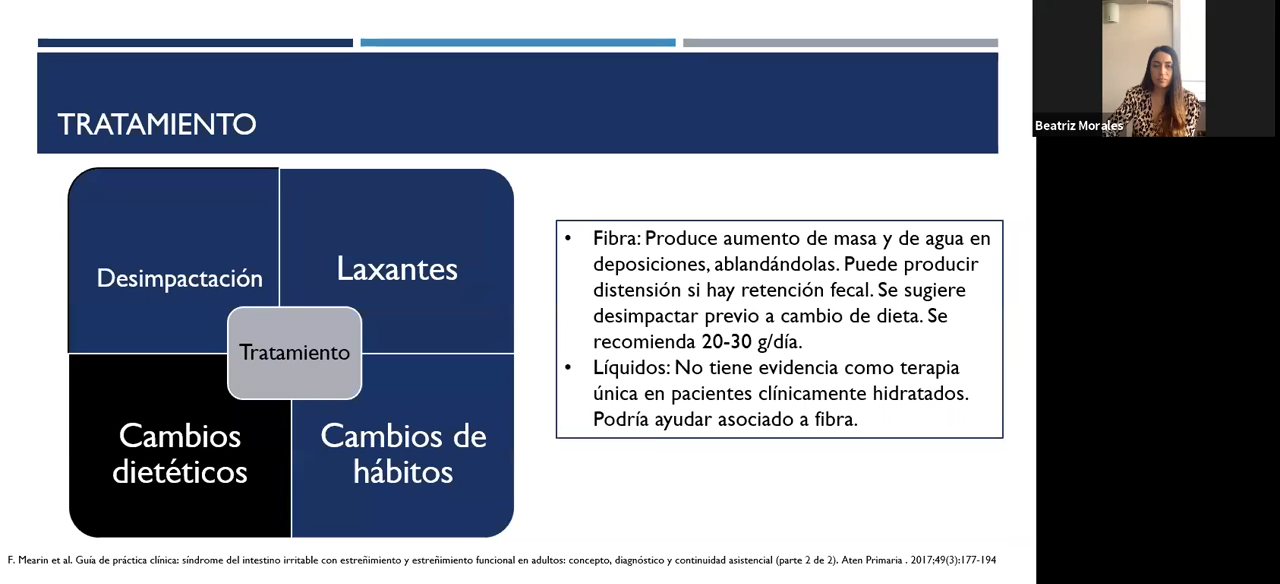 TRATAMIENTO
Desimpactación
Laxantes
Tratamiento
Cambios
dietéticos
Cambios de
hábitos
• Fibra: Produce aumento de masa y de agua en
deposiciones, ablandándolas. Puede producir
distensión si hay retención fecal. Se sugiere
desimpactar previo a cambio de dieta. Se
recomienda 20-30 g/día.
• Líquidos: No tiene evidencia como terapia
única en pacientes clínicamente hidratados.
Podría ayudar asociado a fibra.
F. Mearin et al. Guía de práctica clínica: síndrome del intestino irritable con estreñimiento y estreñimiento funcional en adultos: concepto, diagnóstico y continuidad asistencial (parte 2 de 2). Aten Primaria . 2017;49(3):177-194
Beatriz Morales